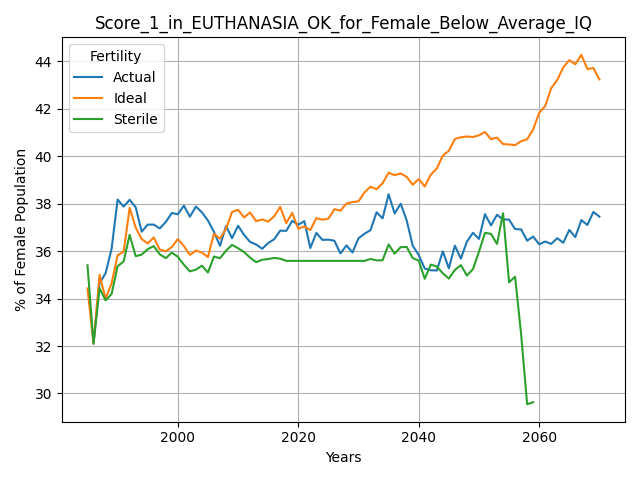 Score_1_in_EUTHANASIA_OK_for_Female_Below_Average_IQ
Fertility
Actual
Ideal
Sterile
% of Female Population
44
42
40
38
36
34
32
30
2000
2020
2040
2060
Years